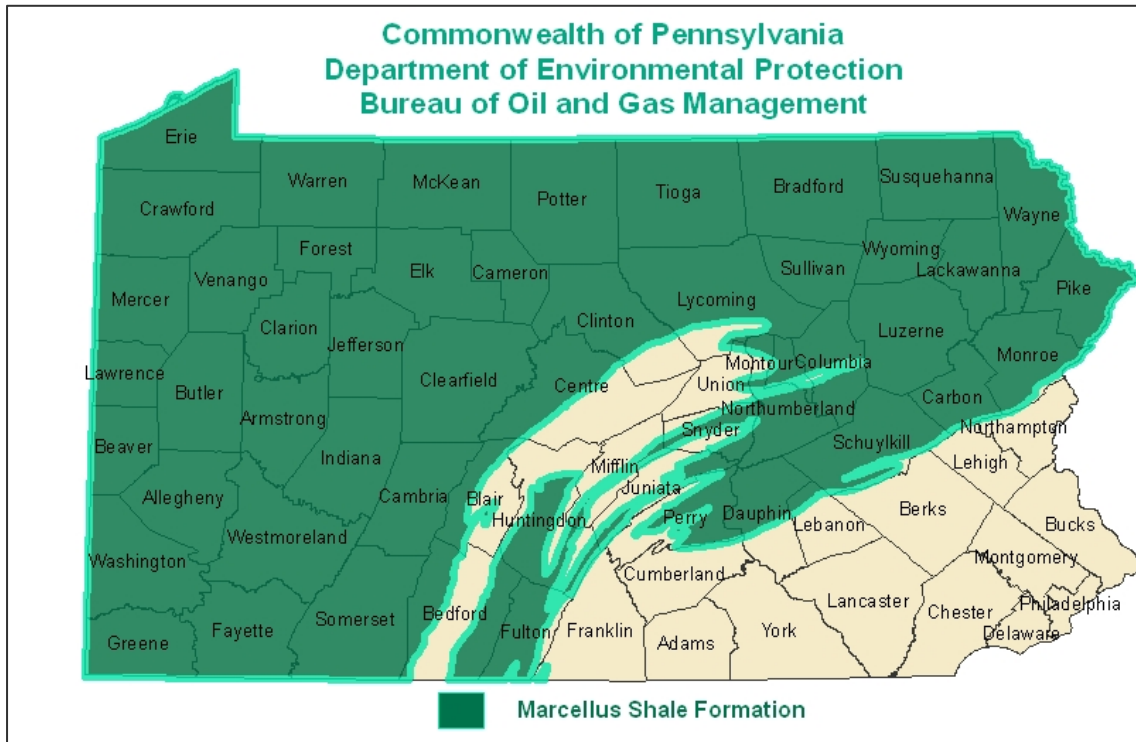 Commonwealth of Pennsylvania
Department of Environmental Protection
Bureau of Oil and Gas Management
Erie
Crawford
Warren
McKean
Potter
Tioga
Bradford
Susquehanna
Wayne
Forest
Venango
Mercer
Elk
Cameron
Sullivan
Wyoming
Lackawanna
Pike
Clarion
Jefferson
Clinton
Lycoming
Luzerne
Monroe
Lawrence
Butler
Clearfield
Centre
Union
Montour
Columbia
Carbon
Armstrong
Northumberland
Northampton
Beaver
Indiana
Snyder
Schuylkill
Lehigh
Allegheny
Cambria
Blair
Mifflin
Juniata
Huntingdon
Perry
Dauphin
Lebanon
Berks
Bucks
Westmoreland
Washington
Montgomery
Cumberland
Philadelphia
Greene
Fayette
Somerset
Bedford
Fulton
Franklin
Adams
York
Lancaster
Chester
Delaware
Marcellus Shale Formation